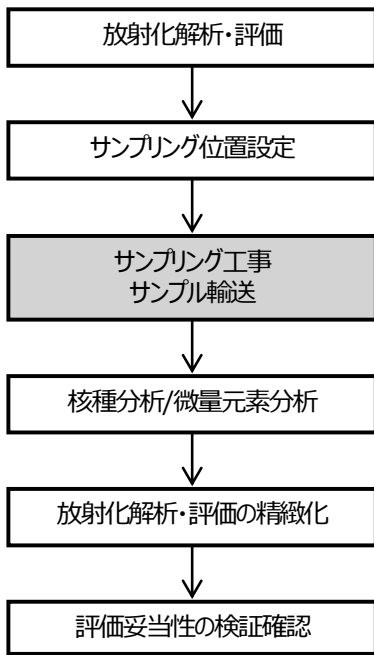 放射化解析・評価
サンプリング位置設定
サンプリング工事
サンプル輸送
核種分析/微量元素分析
放射化解析・評価の精緻化
評価妥当性の検証確認